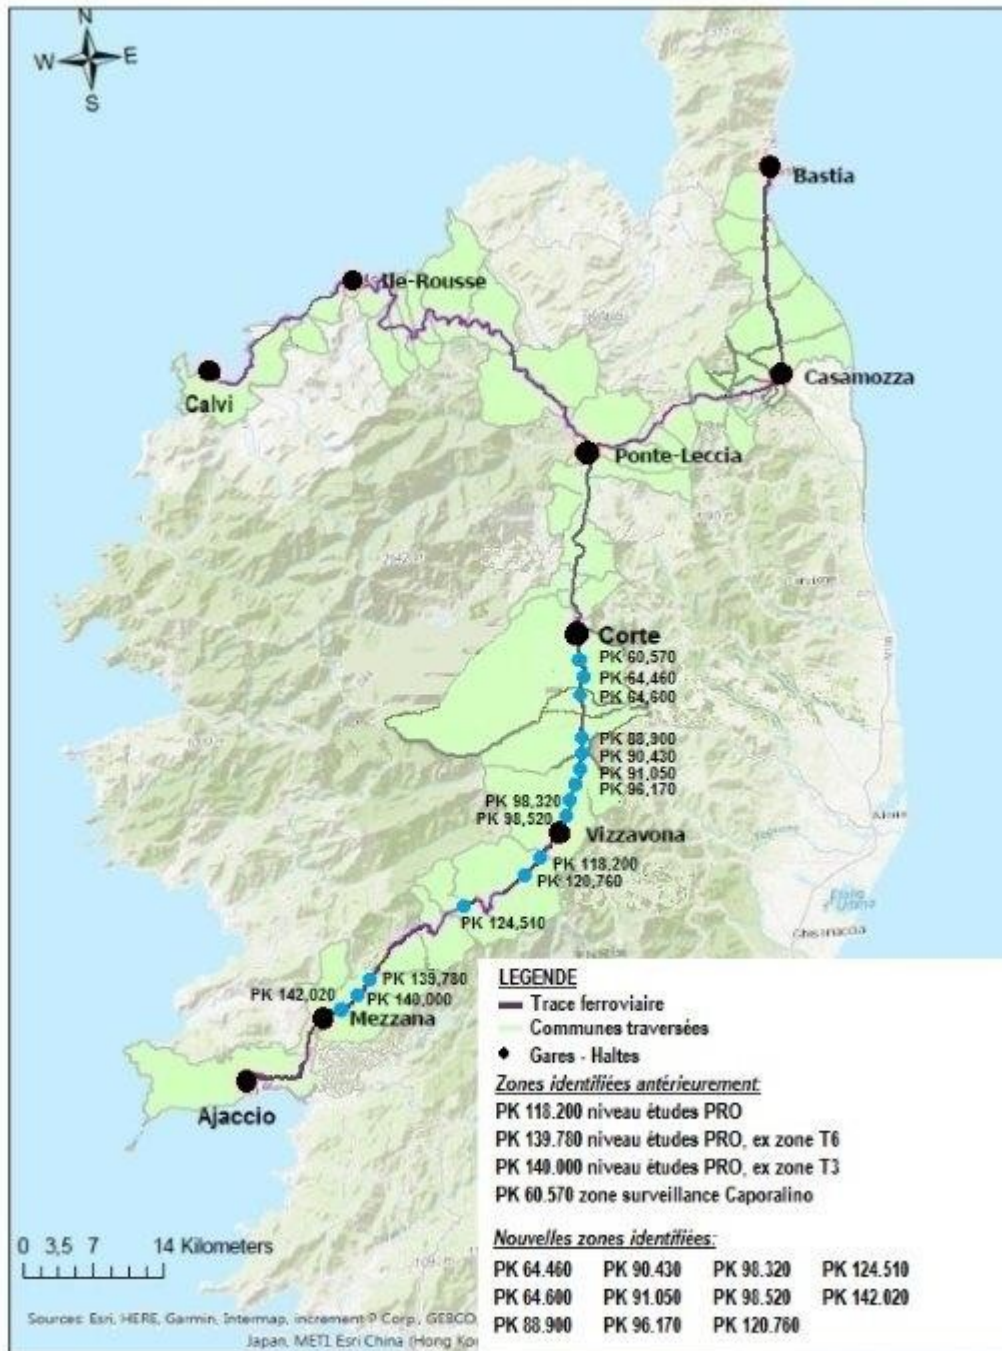 N
W E
S
Bastia
Ile-Rousse
Casamozza
Calvi
Ponte-Leccia
Corte
PK 60,570
PK 64,460
PK 64,600
PK 88,900
PK 90,430
PK 91,050
PK 96,170
PK 98,320
PK 98,520
Vizzavona
PK 118.200
PK 120,760
PK 124,510
PK 139,780
PK 142,020
PK 140,000
Mezzana
Ajaccio
Ghisonaccia
LEGENDE
Trace ferroviaire
Communes traversées
Gares - Haltes
Zones identifiées antérieurement:
PK 118.200 niveau études PRO
PK 139.780 niveau études PRO, ex zone T6
PK 140.000 niveau études PRO, ex zone T3
PK 60.570 zone surveillance Caporalino
Nouvelles zones identifiées:
PK 64.460 PK 90.430 PK 98.320 PK 124.510
PK 64.600 PK 91.050 PK 98.520 PK 142.020
PK 88.900 PK 96.170 PK 120.760
0 3,5 7 14 Kilometers
Sources: Esri, HERE, Garmin, Intermap, increment P Corp., GEBCO
Japan, METI, Esri China (Hong